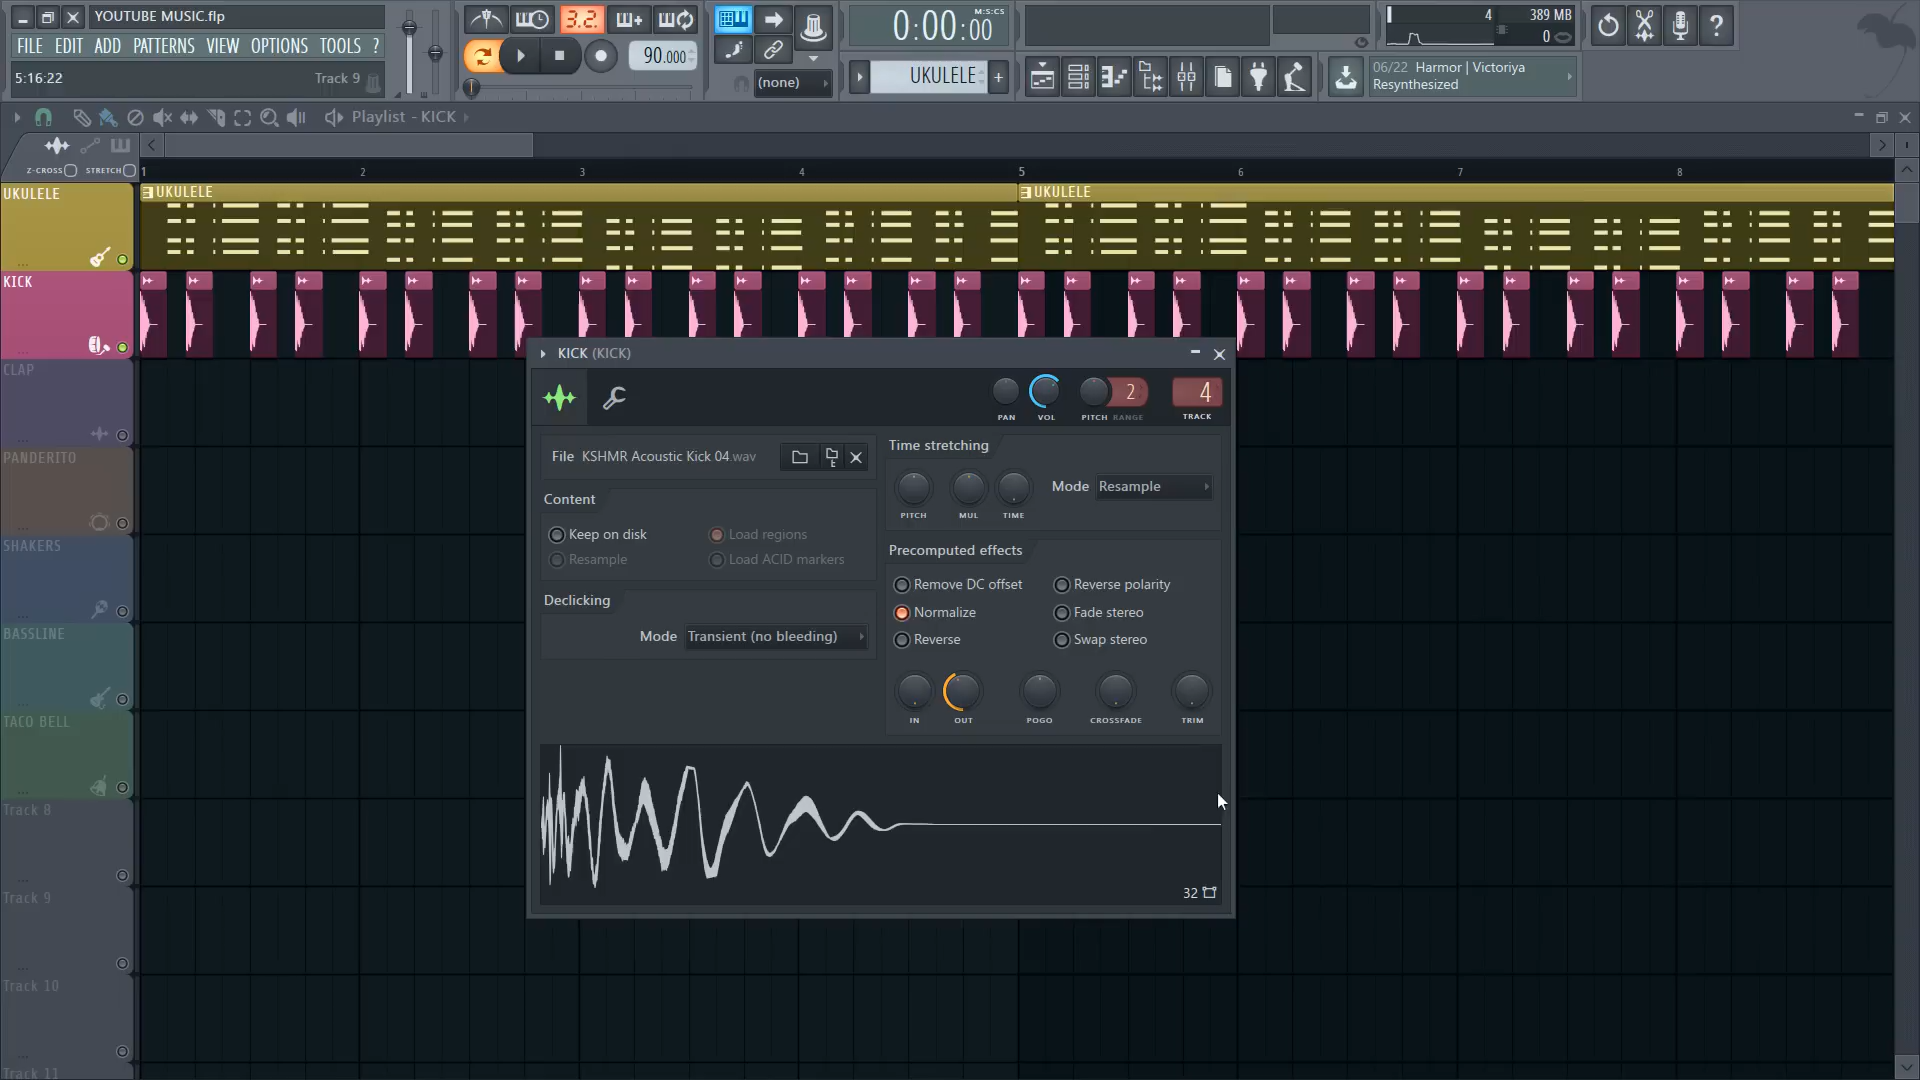 YOUTUBE MUSIC.flp
FILE EDIT ADD PATTERNS VIEW OPTIONS TOOLS ?
5:16:22 Track 9
3.2.
90.000
(none)
0:00:00
M:S:CS
UKULELE
4
389 MB
0
06/22 Harmor | Victoriya
Resynthesized
Playlist - KICK
Z-CROSS STRETCH
1 2 3 4 5 6 7 8
UKULELE
UKULELE
UKULELE
KICK
CLAP
PANDERITO
SHAKERS
BASSLINE
TACO BELL
Track 8
Track 9
Track 10
Track 11
KICK (KICK)
2
4
PAN VOL PITCH RANGE TRACK
File KSHMR Acoustic Kick 04.wav
Content
Keep on disk
Load regions
Resample
Load ACID markers
Declicking
Mode Transient (no bleeding)
Time stretching
PITCH MUL TIME
Mode Resample
Precomputed effects
Remove DC offset
Reverse polarity
Normalize
Fade stereo
Reverse
Swap stereo
IN OUT POGO CROSSFADE TRIM
32